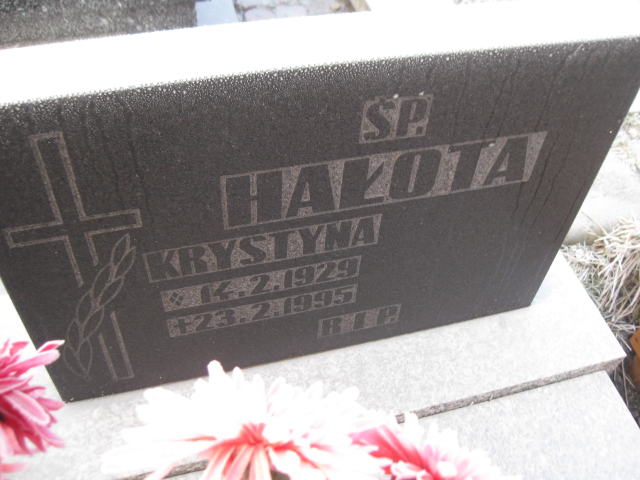 ŚP.
HAŁOTA
KRYSTYNA
14.2.1929
†23.2.1995
R.I.P.